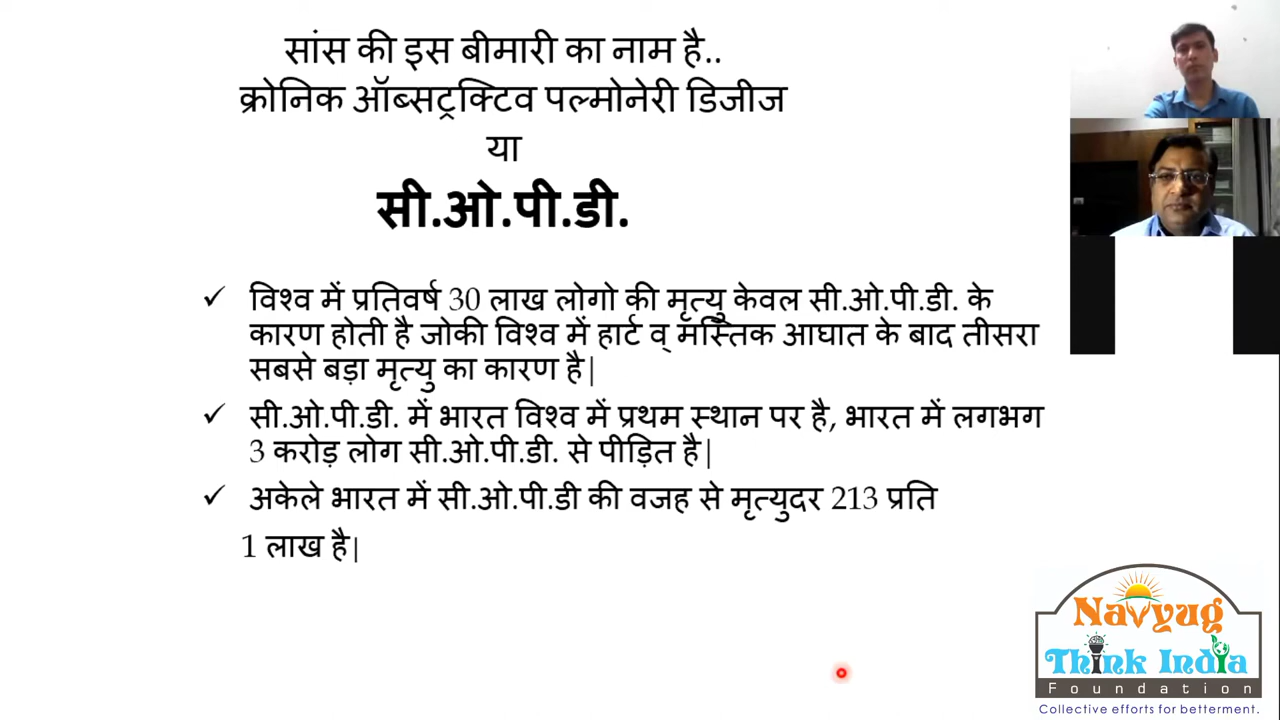 सांस की इस बीमारी का नाम है..
क्रोनिक ऑब्सट्रक्टिव पल्मोनेरी डिजीज
या
सी.ओ.पी.डी.
✓ विश्व में प्रतिवर्ष 30 लाख लोगो की मृत्यु केवल सी.ओ.पी.डी. के
कारण होती है जोकी विश्व में हार्ट व् मस्तिक आघात के बाद तीसरा
सबसे बड़ा मृत्यु का कारण है|
✓ सी.ओ.पी.डी. में भारत विश्व में प्रथम स्थान पर है, भारत में लगभग
3 करोड़ लोग सी.ओ.पी.डी. से पीड़ित है|
✓ अकेले भारत में सी.ओ.पी.डी की वजह से मृत्युदर 213 प्रति
1 लाख है|
Navyug
Think India
Foundation
Collective efforts for betterment.